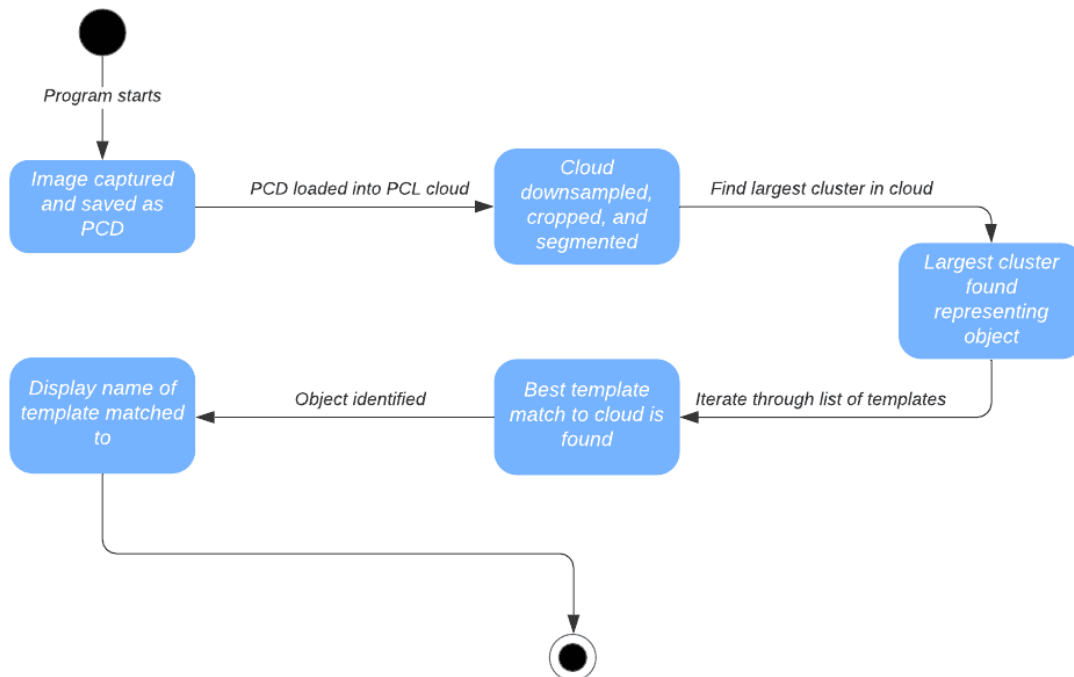 Program starts
Image captured
and saved as
PCD
PCD loaded into PCL cloud
Cloud
downsampled,
cropped, and
segmented
Find largest cluster in cloud
Largest cluster
found
representing
object
Iterate through list of templates
Best template
match to cloud is
found
Object identified
Display name of
template matched
to